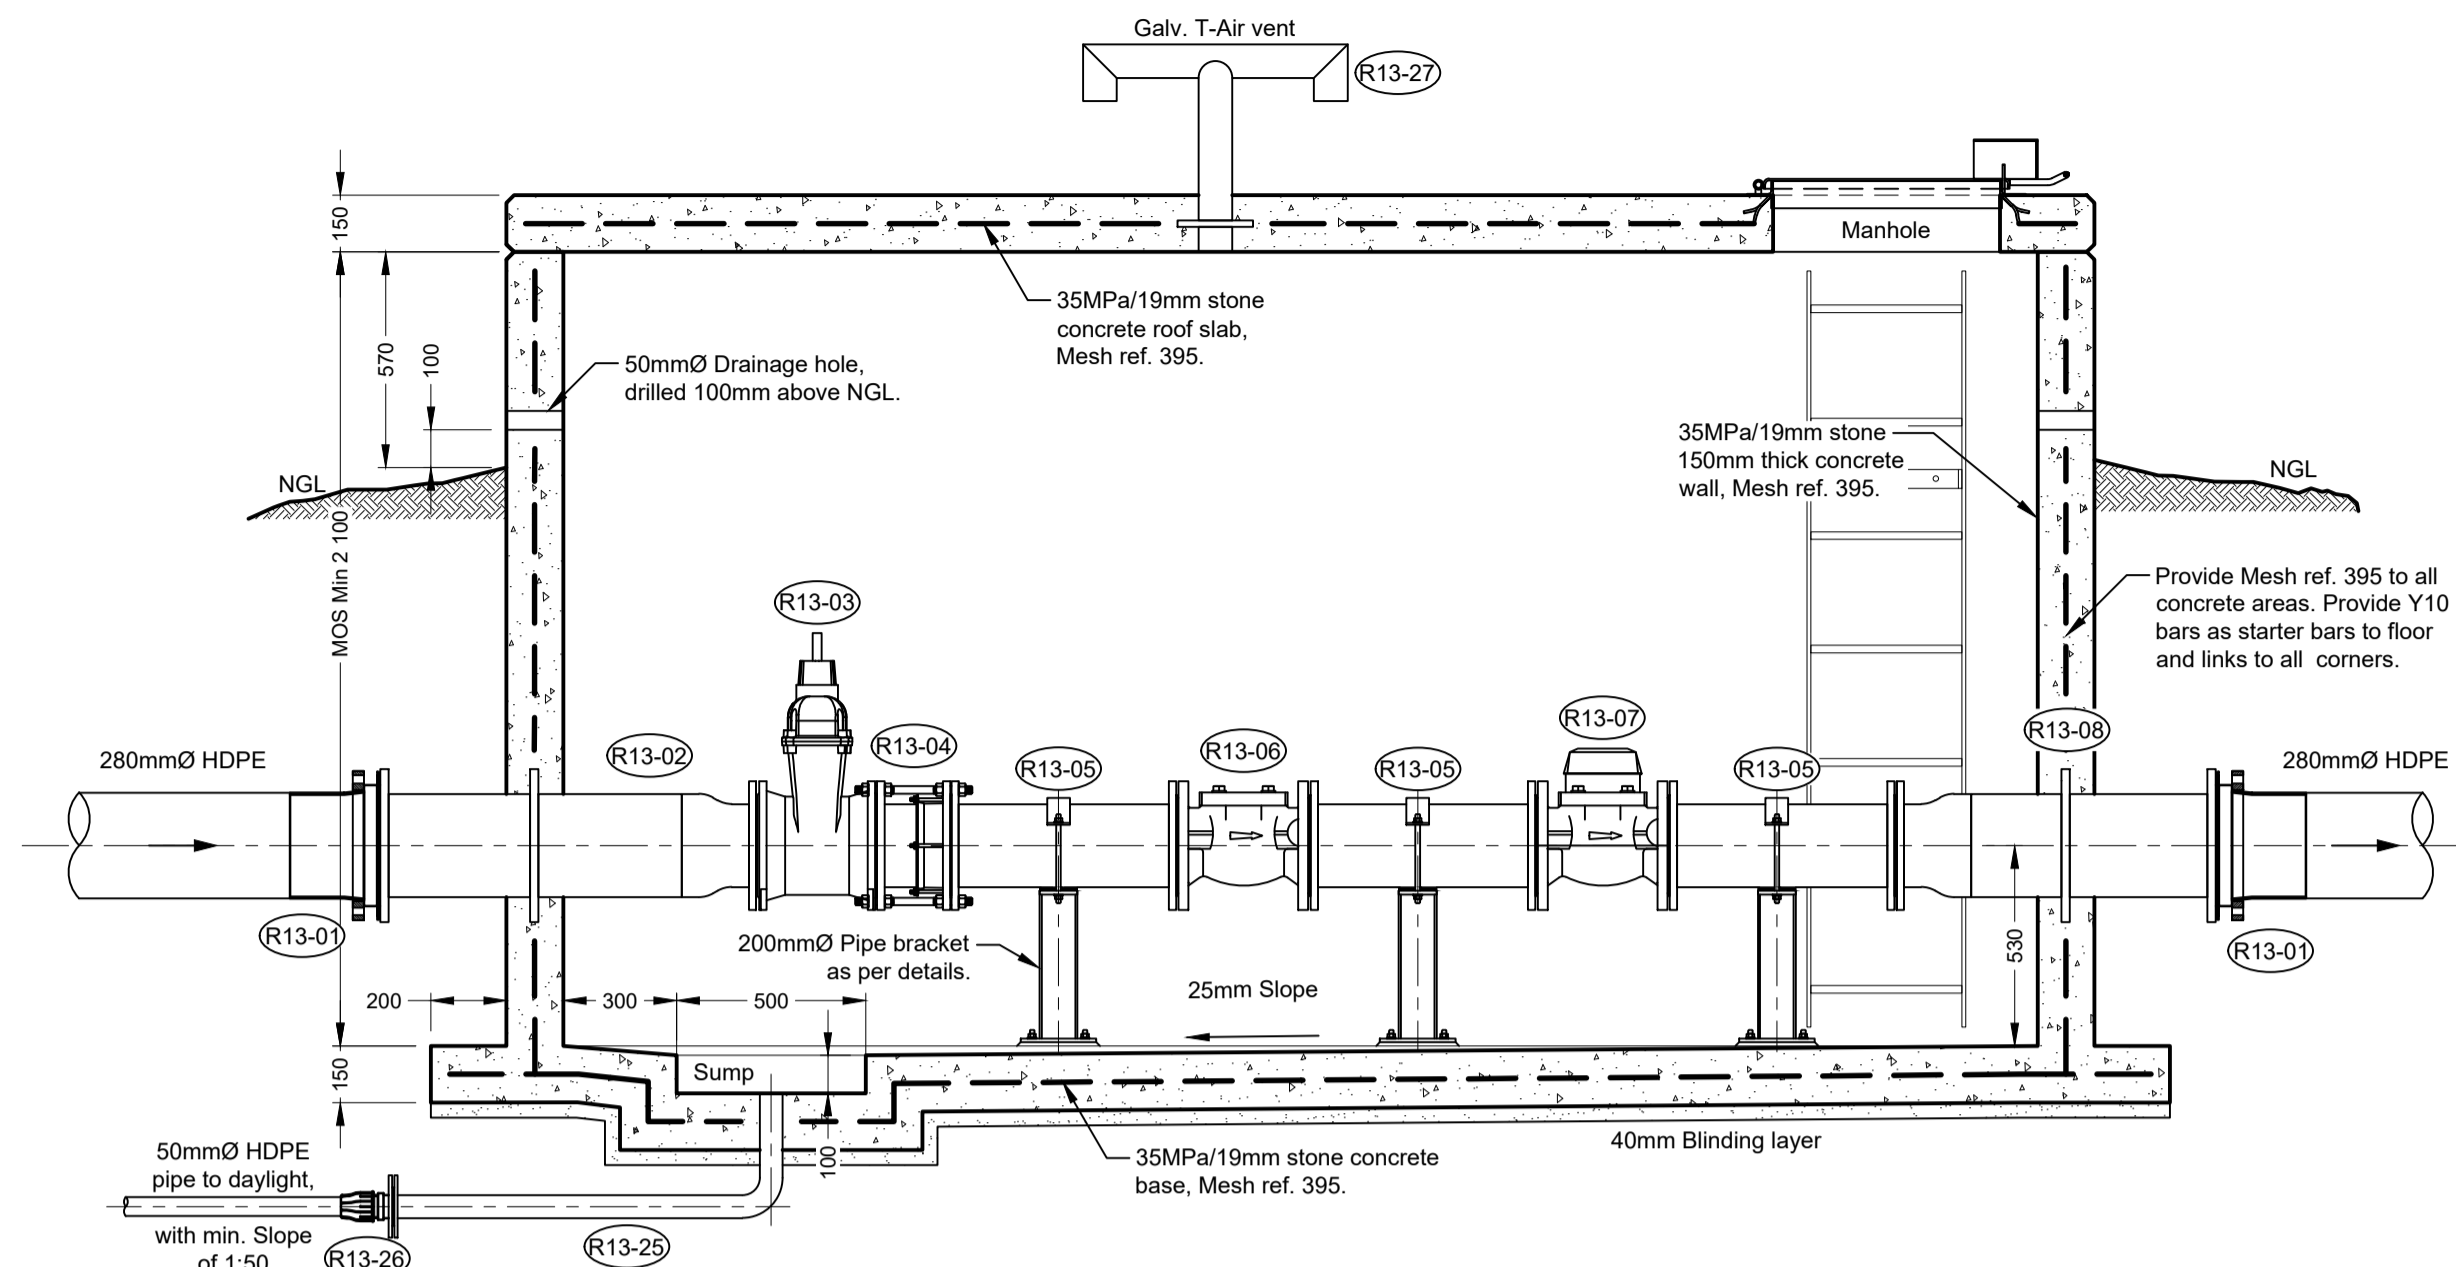 Galv. T-Air vent
R13-27
150
Manhole
35MPa/19mm stone
concrete roof slab,
Mesh ref. 395.
570
100
50mmØ Drainage hole,
drilled 100mm above NGL.
35MPa/19mm stone
150mm thick concrete
wall, Mesh ref. 395.
NGL
NGL
MOS Min 2 100
Provide Mesh ref. 395 to all
concrete areas. Provide Y10
bars as starter bars to floor
and links to all corners.
R13-03
280mmØ HDPE
R13-02
R13-04
R13-05
R13-06
R13-05
R13-07
R13-05
R13-08
280mmØ HDPE
R13-01
200mmØ Pipe bracket
as per details.
530
R13-01
200
300
500
25mm Slope
150
Sump
100
40mm Blinding layer
35MPa/19mm stone concrete
base, Mesh ref. 395.
50mmØ HDPE
pipe to daylight,
with min. Slope
of 1:50
R13-26
R13-25